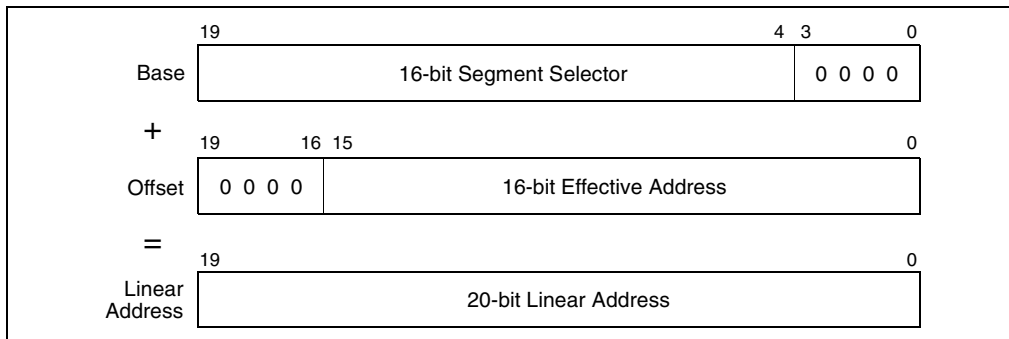 19 4 3 0
Base 16-bit Segment Selector 0 0 0 0
+
19 16 15 0
Offset 0 0 0 0 16-bit Effective Address
=
19 0
Linear
Address 20-bit Linear Address